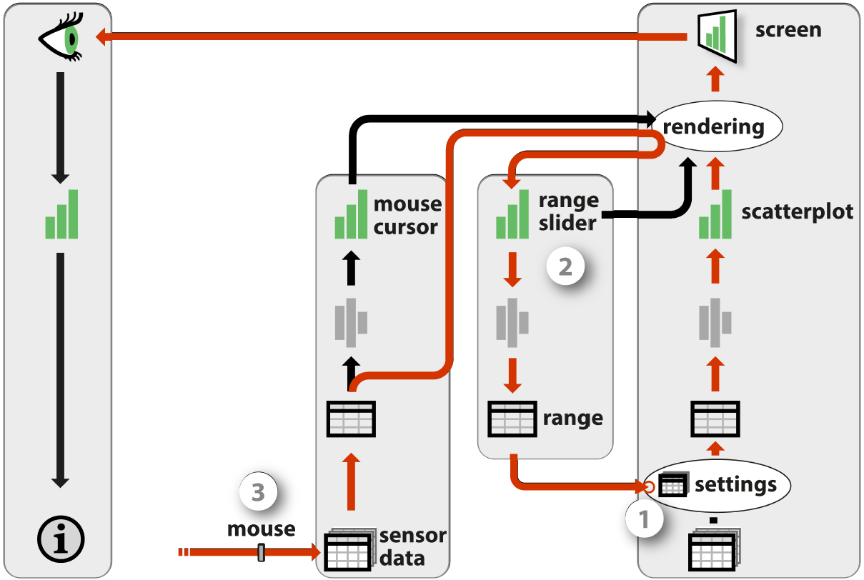 screen
rendering
mouse
cursor
range
slider
scatterplot
2
range
settings
3
1
mouse
sensor
data
i